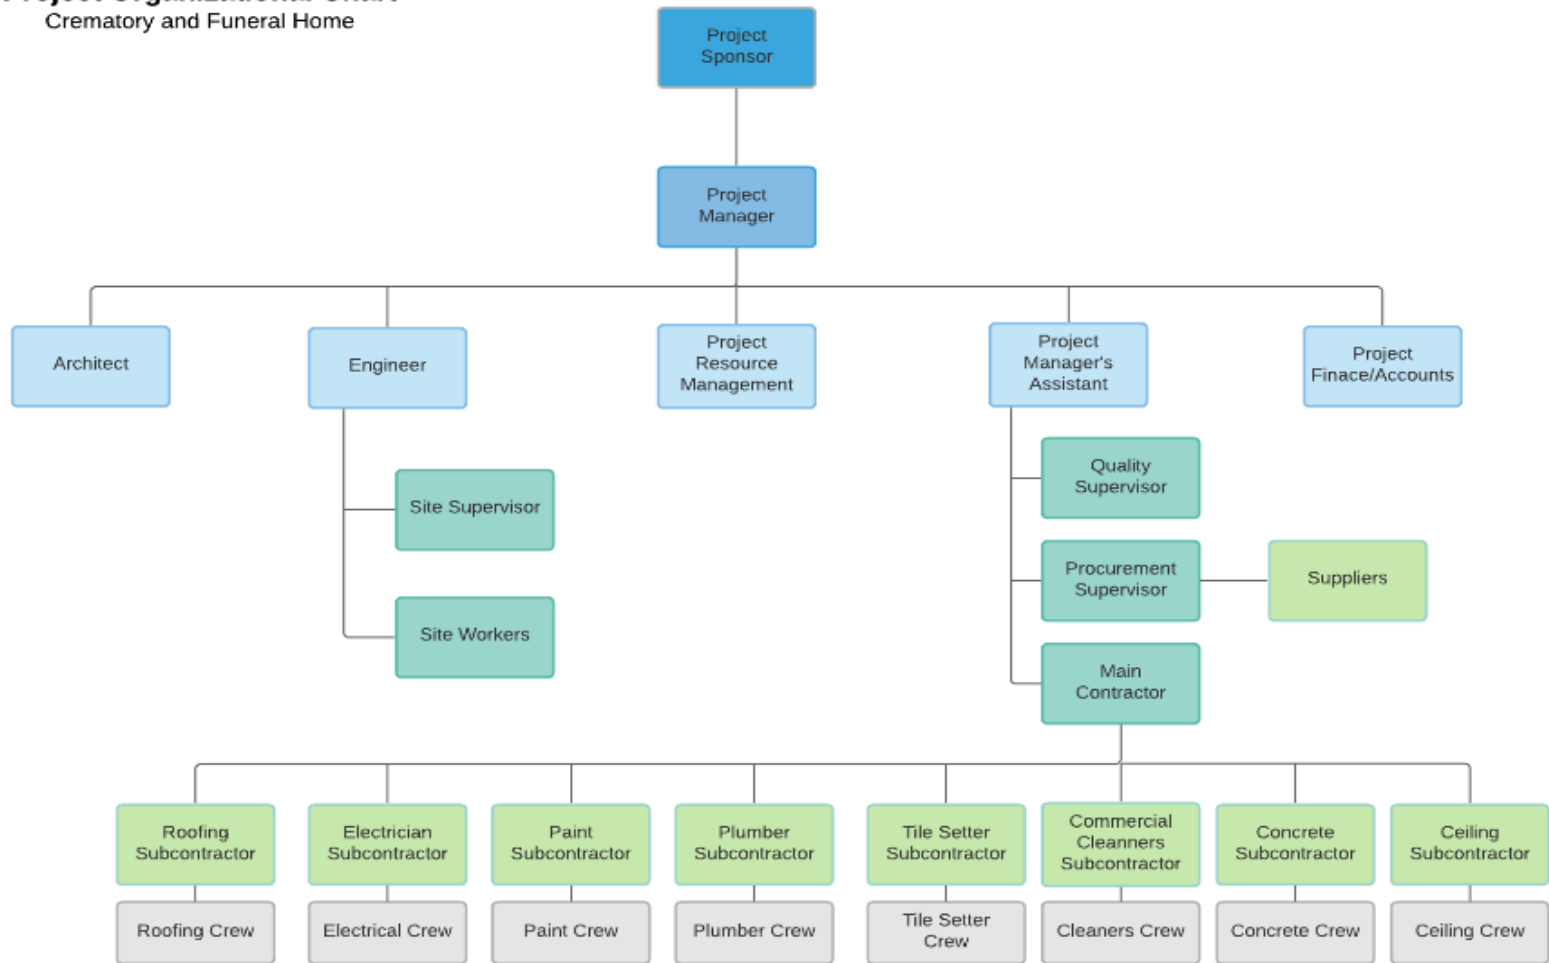 Crematory and Funeral Home
Project
Sponsor
Project
Manager
Architect
Engineer
Project
Resource
Management
Project
Manager's
Assistant
Project
Finace/Accounts
Quality
Supervisor
Site Supervisor
Procurement
Supervisor
Suppliers
Site Workers
Main
Contractor
Roofing
Subcontractor
Electrician
Subcontractor
Paint
Subcontractor
Plumber
Subcontractor
Tile Setter
Subcontractor
Commercial
Cleanners
Subcontractor
Concrete
Subcontractor
Ceiling
Subcontractor
Roofing Crew
Electrical Crew
Paint Crew
Plumber Crew
Tile Setter
Crew
Cleaners Crew
Concrete Crew
Ceiling Crew